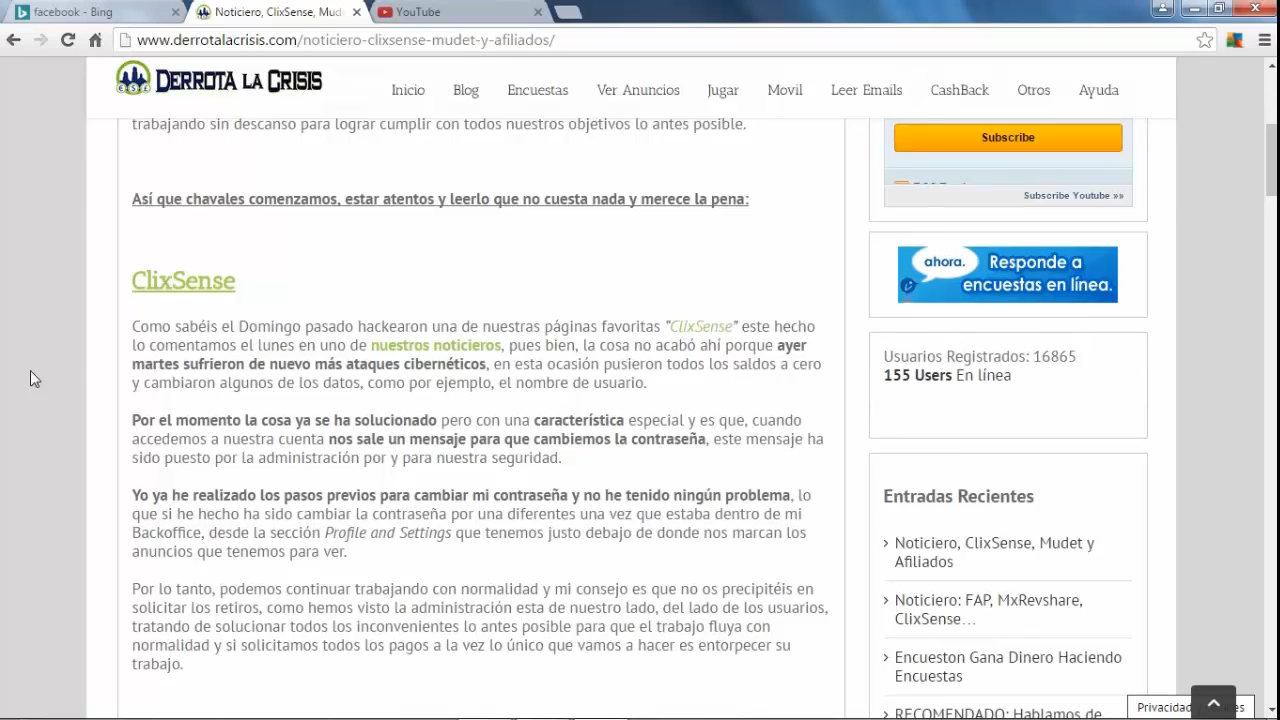 facebook - Bing
Noticiero, ClixSense, Mud
YouTube
www.derrotalacrisis.com/noticiero-clixsense-mudet-y-afiliados/
DERROTA LA CRISIS
Inicio
Blog
Encuestas
Ver Anuncios
Jugar
Movil
Leer Emails
CashBack
Otros
Ayuda
trabajando sin descanso para lograr cumplir con todos nuestros objetivos lo antes posible.
Así que chavales comenzamos, estar atentos y leerlo que no cuesta nada y merece la pena:
ClixSense
Como sabéis el Domingo pasado hackearon una de nuestras páginas favoritas "ClixSense" este hecho
lo comentamos el lunes en uno de nuestros noticieros, pues bien, la cosa no acabó ahí porque ayer
martes sufrieron de nuevo más ataques cibernéticos, en esta ocasión pusieron todos los saldos a cero
y cambiaron algunos de los datos, como por ejemplo, el nombre de usuario.
Por el momento la cosa ya se ha solucionado pero con una característica especial y es que, cuando
accedemos a nuestra cuenta nos sale un mensaje para que cambiemos la contraseña, este mensaje ha
sido puesto por la administración por y para nuestra seguridad.
Yo ya he realizado los pasos previos para cambiar mi contraseña y no he tenido ningún problema, lo
que si he hecho ha sido cambiar la contraseña por una diferentes una vez que estaba dentro de mi
Backoffice, desde la sección Profile and Settings que tenemos justo debajo de donde nos marcan los
anuncios que tenemos para ver.
Por lo tanto, podemos continuar trabajando con normalidad y mi consejo es que no os precipitéis en
solicitar los retiros, como hemos visto la administración esta de nuestro lado, del lado de los usuarios,
tratando de solucionar todos los inconvenientes lo antes posible para que el trabajo fluya con
normalidad y si solicitamos todos los pagos a la vez lo único que vamos a hacer es entorpecer su
trabajo.
Subscribe
Subscribe Youtube »»
ahora.
Responde a
encuestas en línea.
Usuarios Registrados: 16865
155 Users En línea
Entradas Recientes
Noticiero, ClixSense, Mudet y
Afiliados
Noticiero: FAP, MxRevshare,
ClixSense…
Encueston Gana Dinero Haciendo
Encuestas
RECOMENDADO: Hablamos de
Privacidad